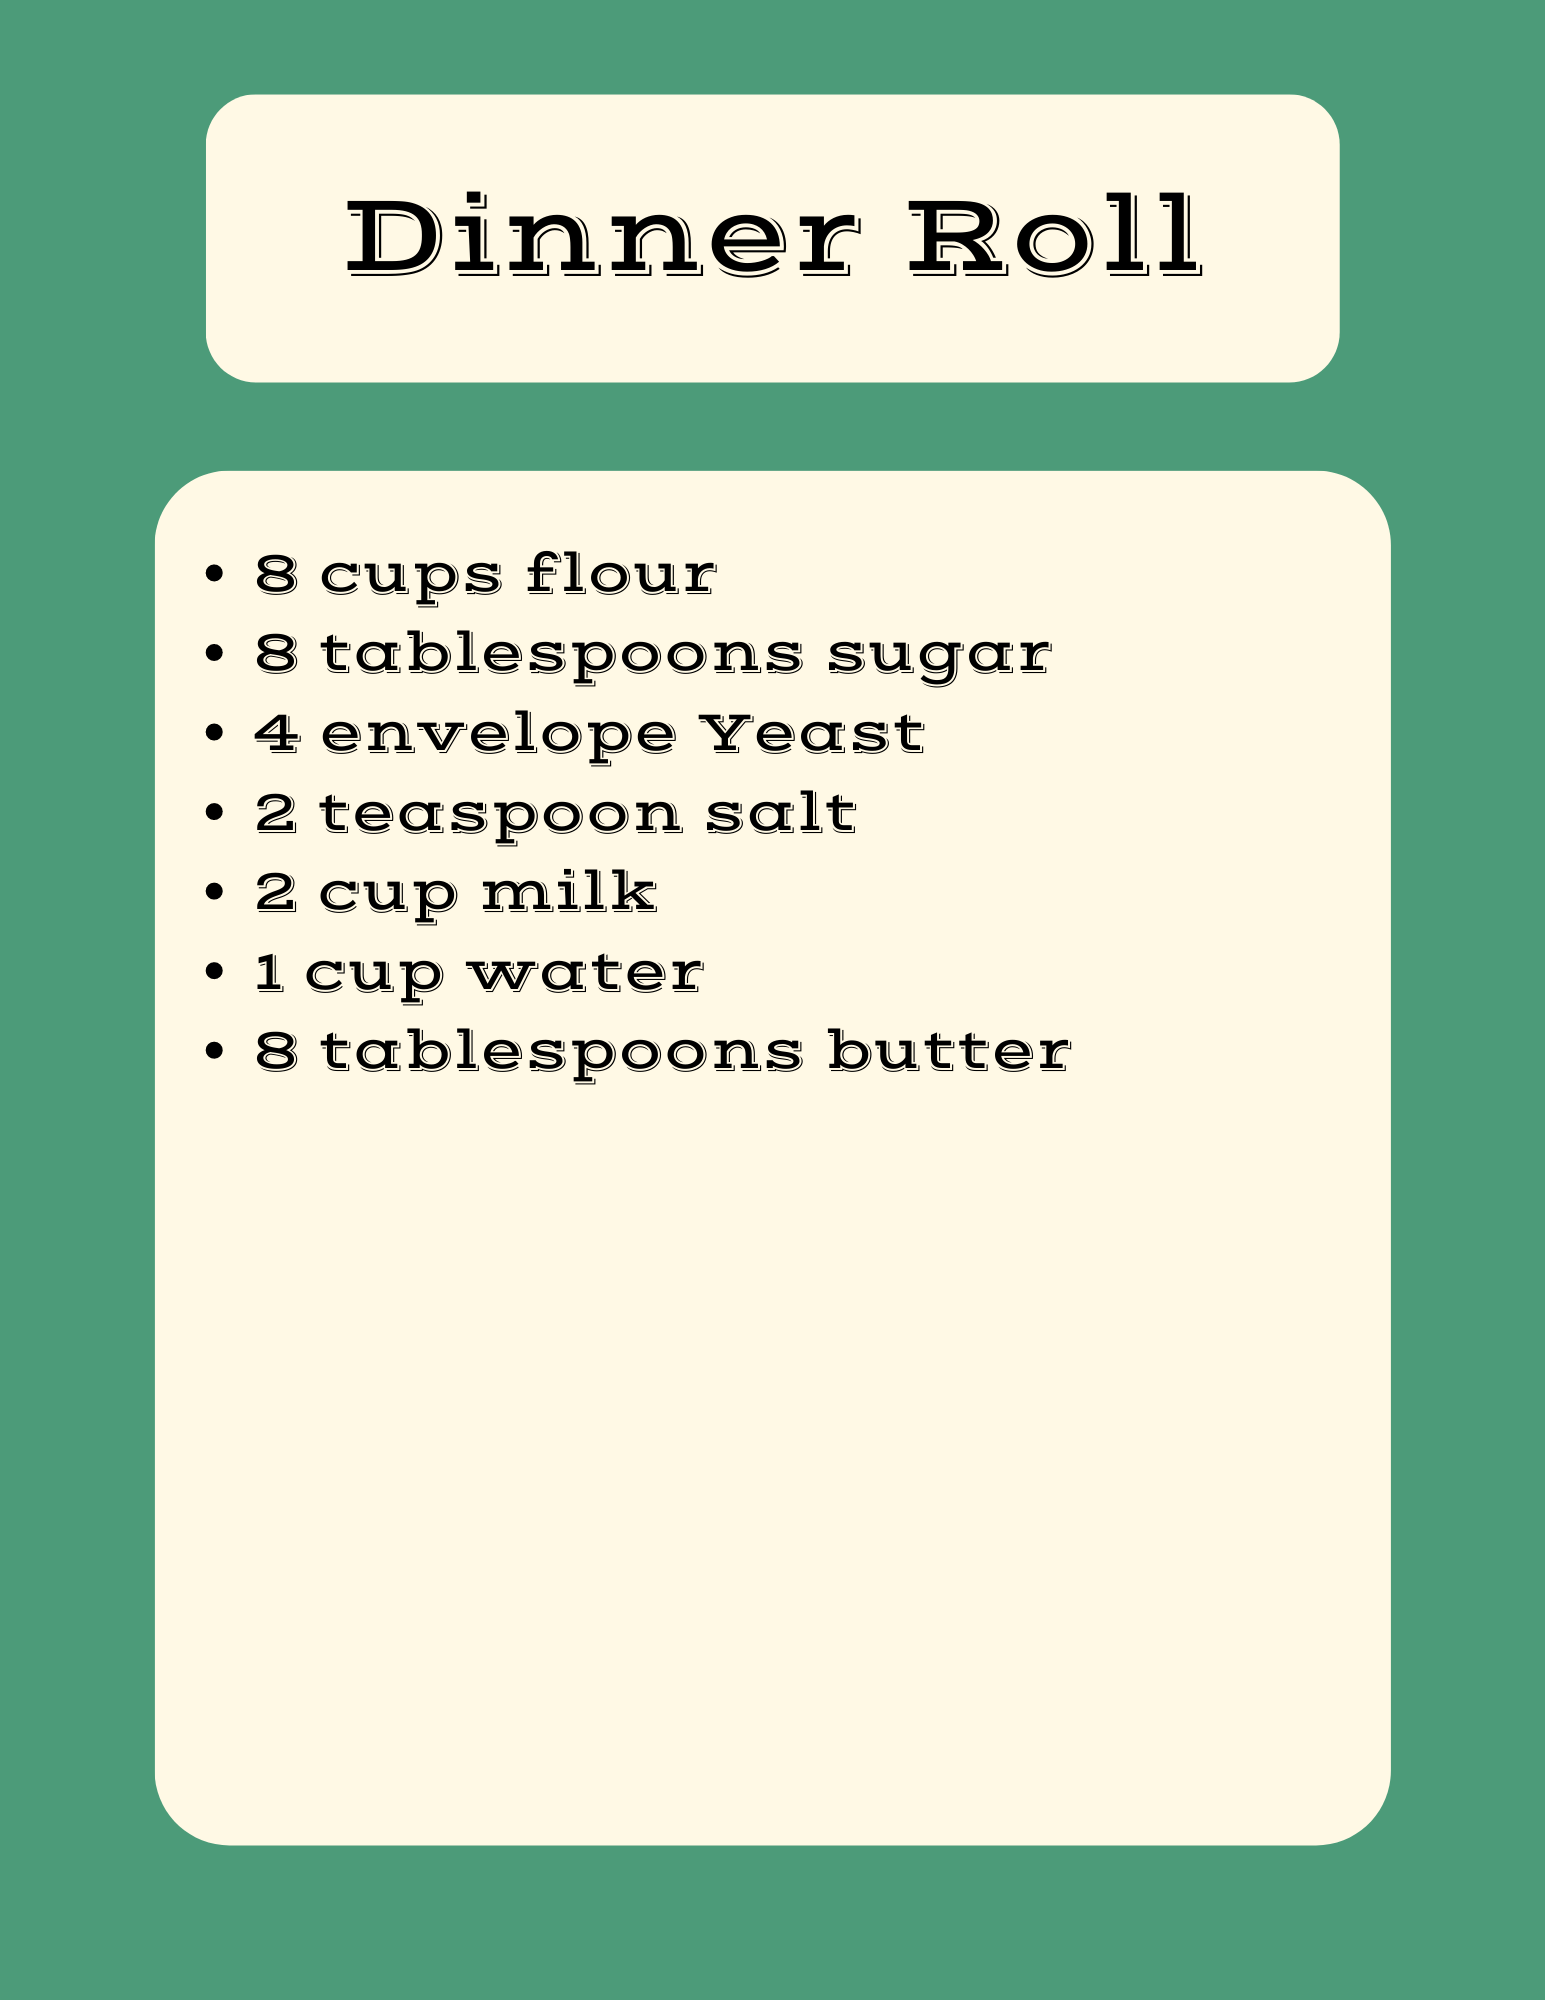 Dinner Roll
• 8 cups flour
• 8 tablespoons sugar
• 4 envelope Yeast
• 2 teaspoon salt
• 2 cup milk
• 1 cup water
• 8 tablespoons butter